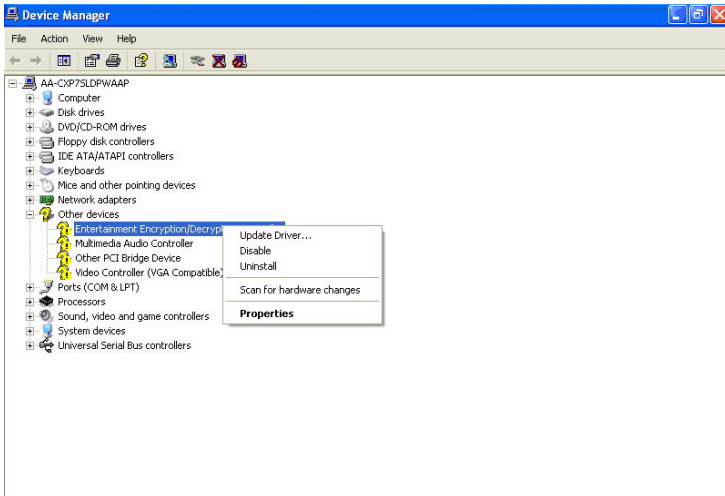 Device Manager
File Action View Help
AA-CXP7SLDPWAAP
Computer
Disk drives
DVD/CD-ROM drives
Floppy disk controllers
IDE ATA/ATAPI controllers
Keyboards
Mice and other pointing devices
Network adapters
Other devices
Entertainment Encryption/Decryp
Multimedia Audio Controller
Other PCI Bridge Device
Video Controller (VGA Compatible)
Ports (COM & LPT)
Processors
Sound, video and game controllers
System devices
Universal Serial Bus controllers
Update Driver...
Disable
Uninstall
Scan for hardware changes
Properties